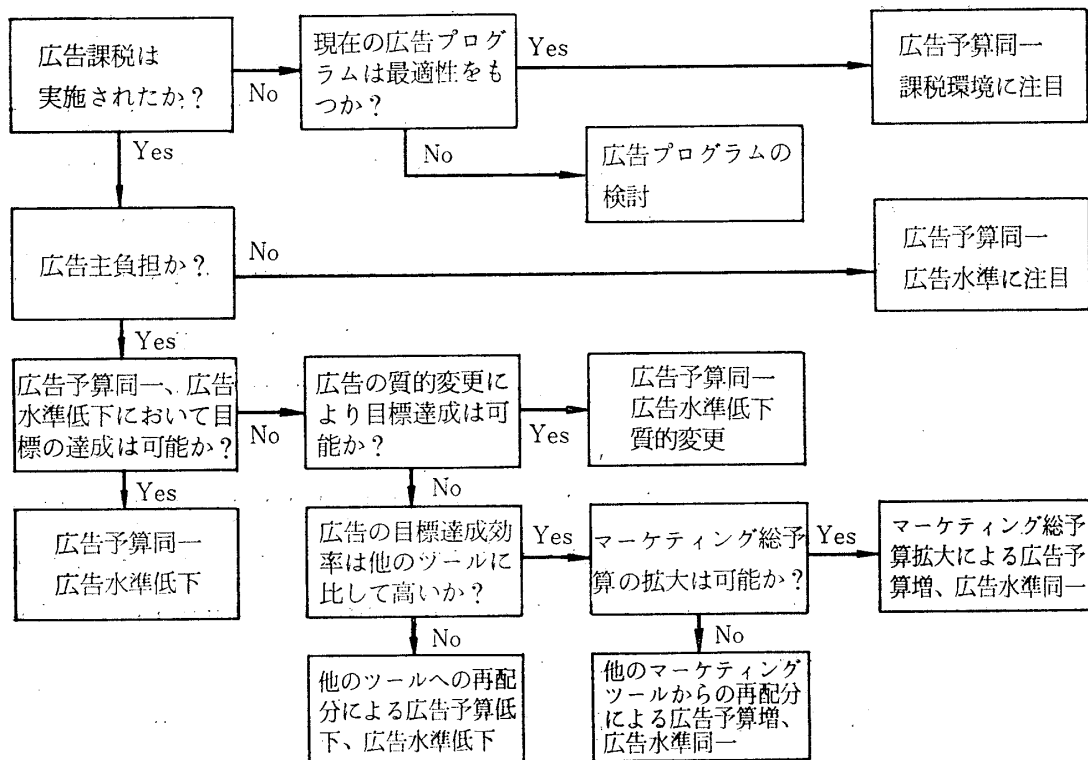 広告課税は
実施されたか？
No
現在の広告プログ
ラムは最適性をも
つか？
Yes
広告予算同一
課税環境に注目
Yes
No
広告プログラムの
検討
広告主負担か？
No
広告予算同一
広告水準に注目
Yes
広告予算同一、広告
水準低下において目
標の達成は可能か？
No
広告の質的変更に
より目標達成は可
能か？
Yes
広告予算同一
広告水準低下
質的変更
Yes
No
広告予算同一
広告水準低下
広告の目標達成効
率は他のツールに
比して高いか？
Yes
マーケティング総予
算の拡大は可能か？
Yes
マーケティング総予
算拡大による広告予
算増、広告水準同一
No
No
他のツールへの再配
分による広告予算低
下、広告水準低下
他のマーケティング
ツールからの再配分
による広告予算増、
広告水準同一